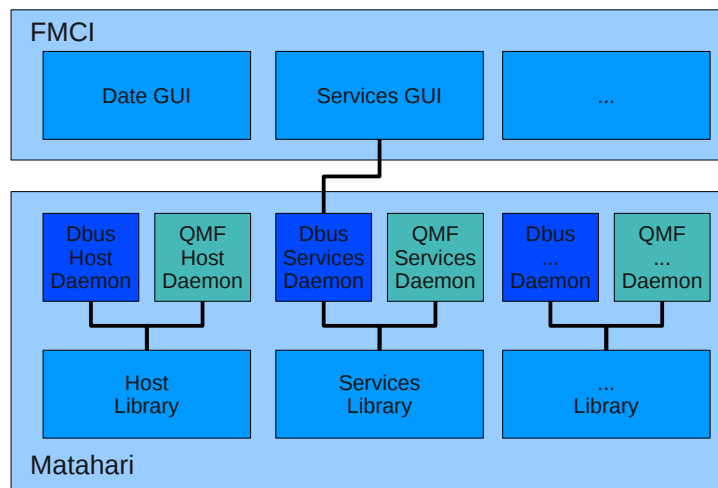 FMCI
Date GUI
Services GUI
...
Dbus
Host
Daemon
QMF
Host
Daemon
Dbus
Services
Daemon
QMF
Services
Daemon
Dbus
...
Daemon
QMF
...
Daemon
Host
Library
Services
Library
...
Library
Matahari